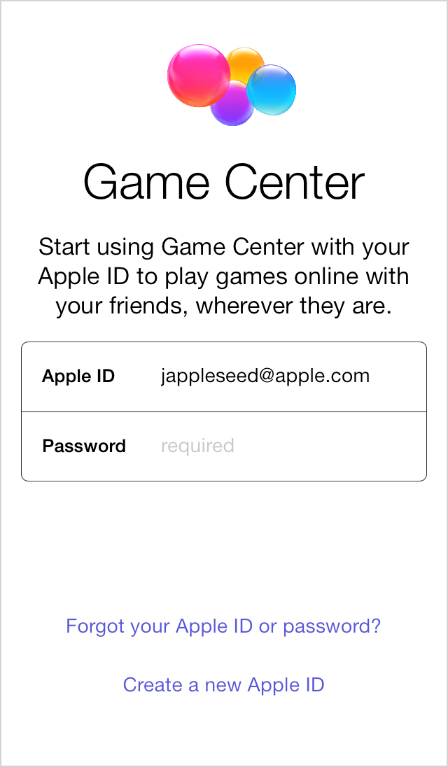 Game Center
Start using Game Center with your
Apple ID to play games online with
your friends, wherever they are.
Apple ID jappleseed@apple.com
Password required
Forgot your Apple ID or password?
Create a new Apple ID